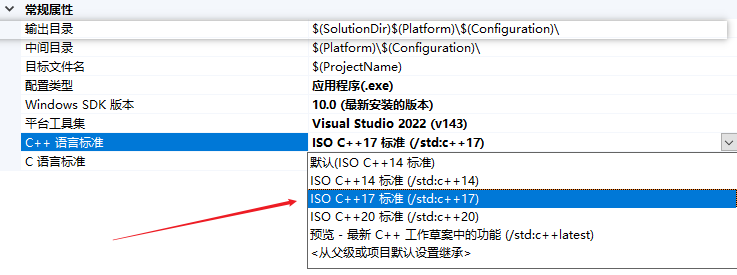 常规属性
输出目录 $(SolutionDir)$(Platform)\$(Configuration)\
中间目录 $(Platform)\$(Configuration)\
目标文件名 $(ProjectName)
配置类型 应用程序(.exe)
Windows SDK 版本 10.0 (最新安装的版本)
平台工具集 Visual Studio 2022 (v143)
C++ 语言标准 ISO C++17 标准 (/std:c++17)
C 语言标准 默认(ISO C++14 标准)
ISO C++14 标准 (/std:c++14)
ISO C++17 标准 (/std:c++17)
ISO C++20 标准 (/std:c++20)
预览 - 最新 C++ 工作草案中的功能 (/std:c++latest)
<从父级或项目默认设置继承>